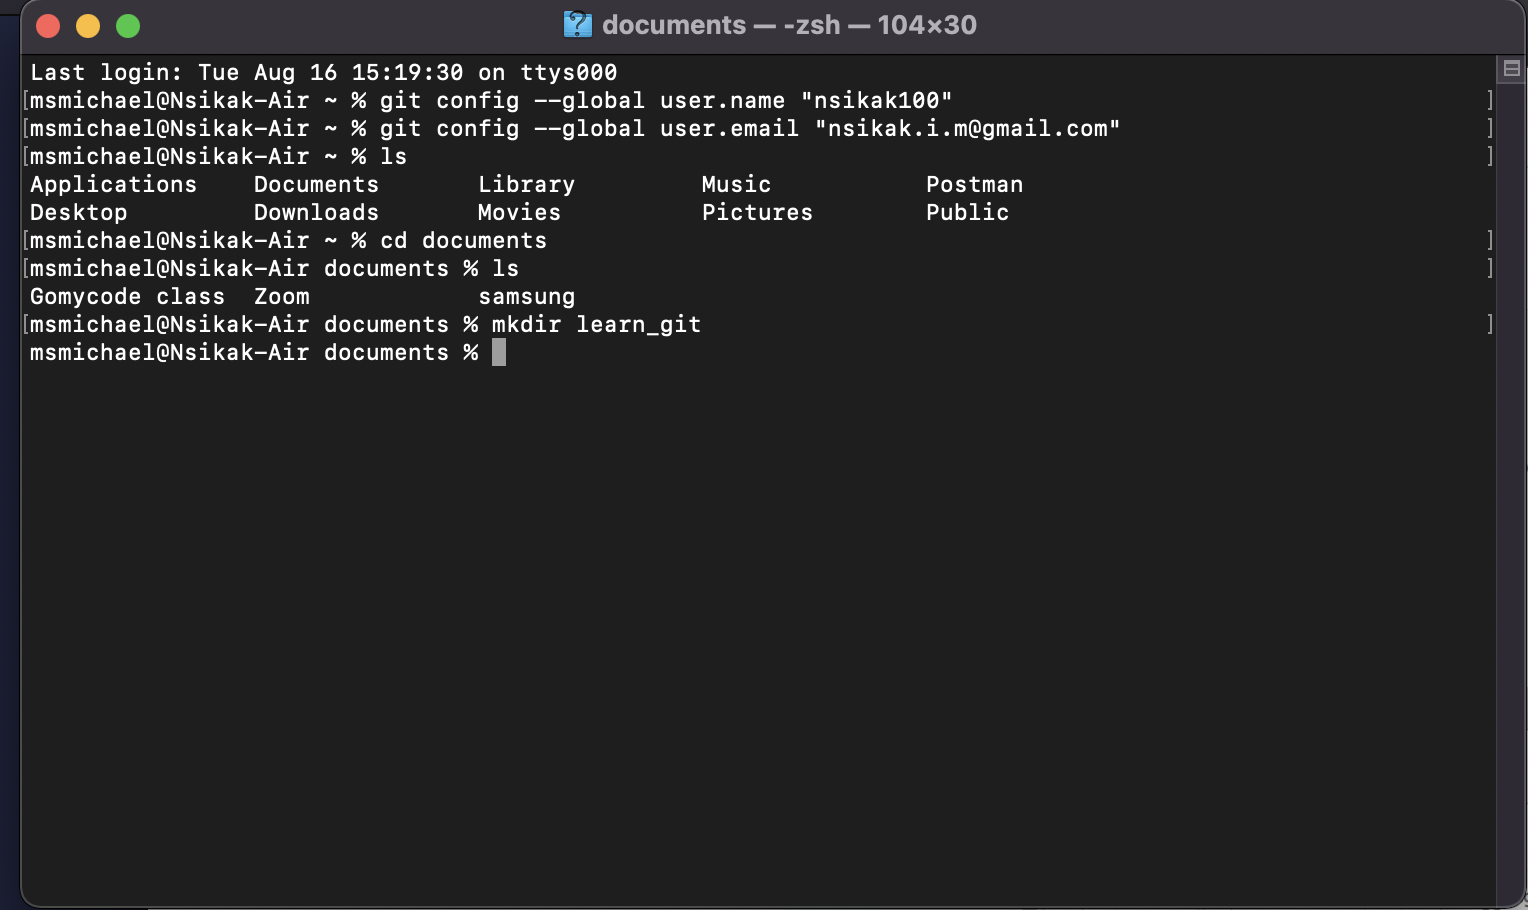 documents — -zsh — 104×30
Last login: Tue Aug 16 15:19:30 on ttys000
[msmichael@Nsikak-Air ~ % git config --global user.name "nsikak100" ]
[msmichael@Nsikak-Air ~ % git config --global user.email "nsikak.i.m@gmail.com" ]
[msmichael@Nsikak-Air ~ % ls ]
Applications Documents Library Music Postman
Desktop Downloads Movies Pictures Public
[msmichael@Nsikak-Air ~ % cd documents ]
[msmichael@Nsikak-Air documents % ls ]
Gomycode class Zoom samsung
[msmichael@Nsikak-Air documents % mkdir learn_git ]
msmichael@Nsikak-Air documents %